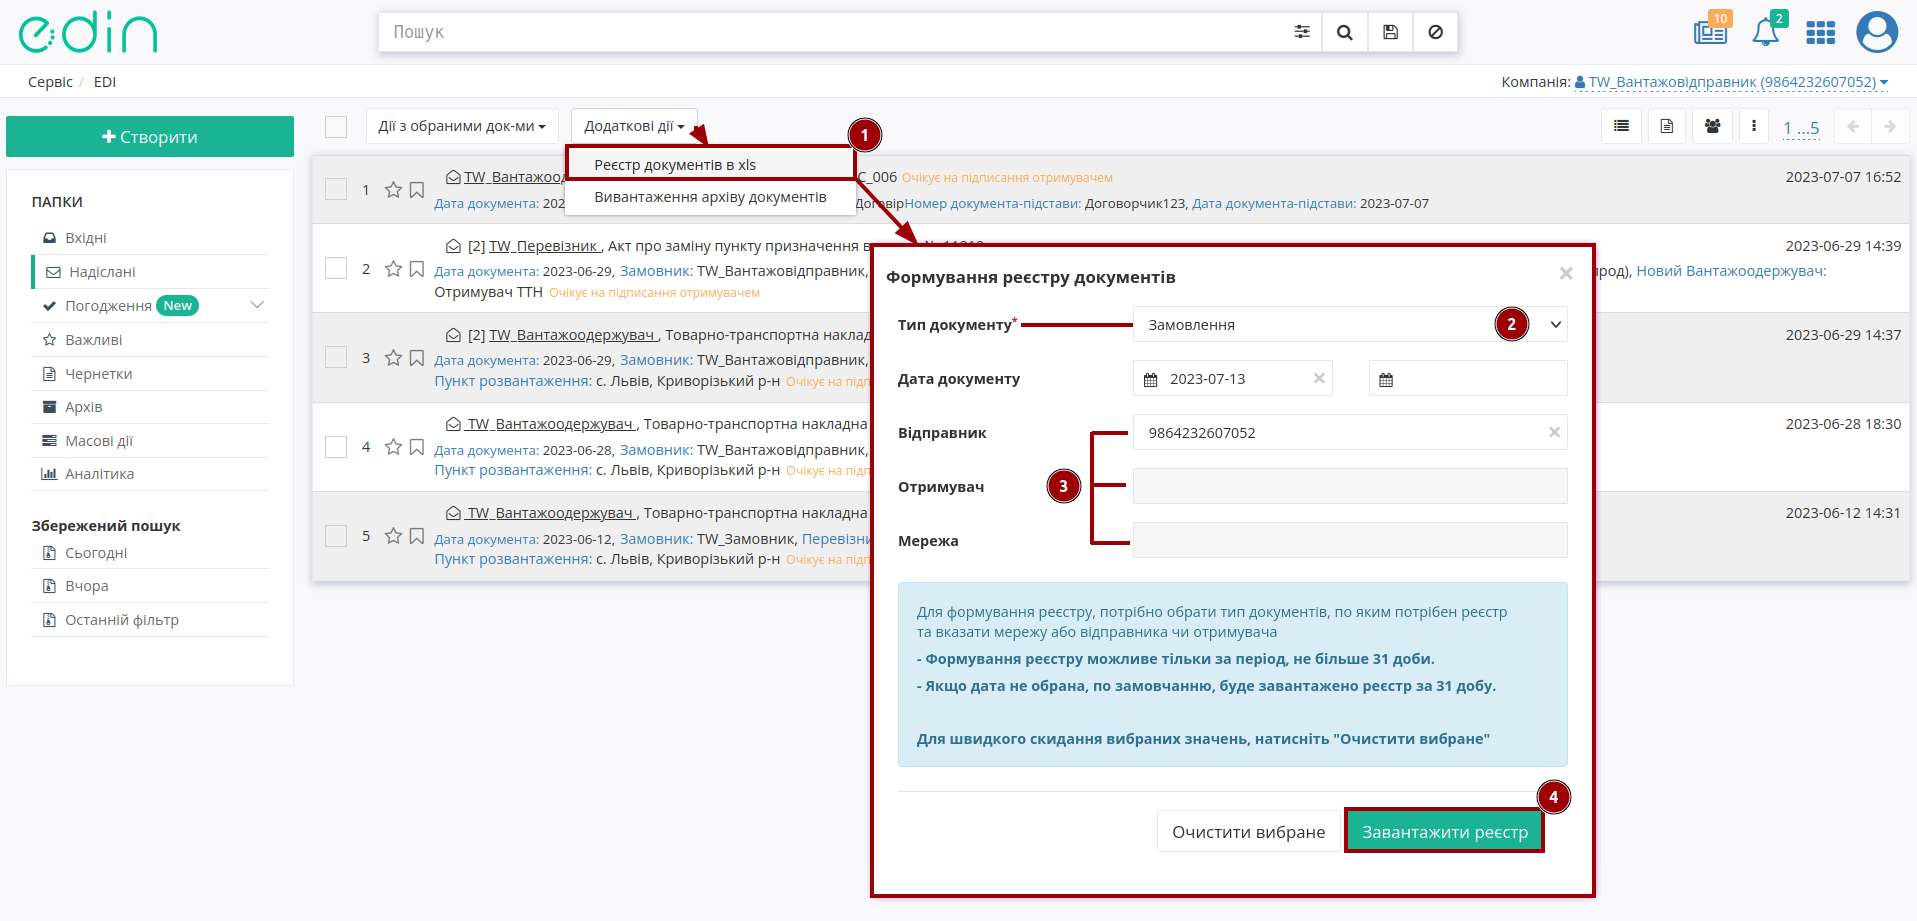 edin
Пошук
10
2
Сервіс / EDI
Компанія: TW_Вантажовідправник (9864232607052)
Створити
Дії з обраними док-ми
Додаткові дії
1 ...5
1
Реєстр документів в xls
Вивантаження архіву документів
ПАПКИ
Вхідні
Надіслані
Погодження New
Важливі
Чернетки
Архів
Масові дії
Аналітика
Збережений пошук
Сьогодні
Вчора
Останній фільтр
1 TW_Вантажоод C_006 Очікує на підписання отримувачем 2023-07-07 16:52
Дата документа: 202 Договір Номер документа-підстави: Договорчик123, Дата документа-підстави: 2023-07-07
2 [2] TW_Перевізник , Акт про заміну пункту призначення в 2023-06-29 14:39
Дата документа: 2023-06-29, Замовник: TW_Вантажовідправник, род), Новий Вантажоодержувач:
Отримувач ТТН Очікує на підписання отримувачем
3 [2] TW_Вантажоодержувач , Товарно-транспортна наклад 2023-06-29 14:37
Дата документа: 2023-06-29, Замовник: TW_Вантажовідправник,
Пункт розвантаження: с. Львів, Криворізький р-н Очікує на підп
4 TW_Вантажоодержувач , Товарно-транспортна накладна 2023-06-28 18:30
Дата документа: 2023-06-28, Замовник: TW_Вантажовідправник,
Пункт розвантаження: с. Львів, Криворізький р-н Очікує на підп
5 TW_Вантажоодержувач , Товарно-транспортна накладна 2023-06-12 14:31
Дата документа: 2023-06-12, Замовник: TW_Замовник, Перевізни
Пункт розвантаження: с. Львів, Криворізький р-н Очікує на підп
Формування реєстру документів
Тип документу* Замовлення 2
Дата документу 2023-07-13
Відправник 9864232607052
Отримувач 3
Мережа
Для формування реєстру, потрібно обрати тип документів, по яким потрібен реєстр
та вказати мережу або відправника чи отримувача
- Формування реєстру можливе тільки за період, не більше 31 доби.
- Якщо дата не обрана, по замовчанню, буде завантажено реєстр за 31 добу.
Для швидкого скидання вибраних значень, натисніть "Очистити вибране"
4
Очистити вибране
Завантажити реєстр